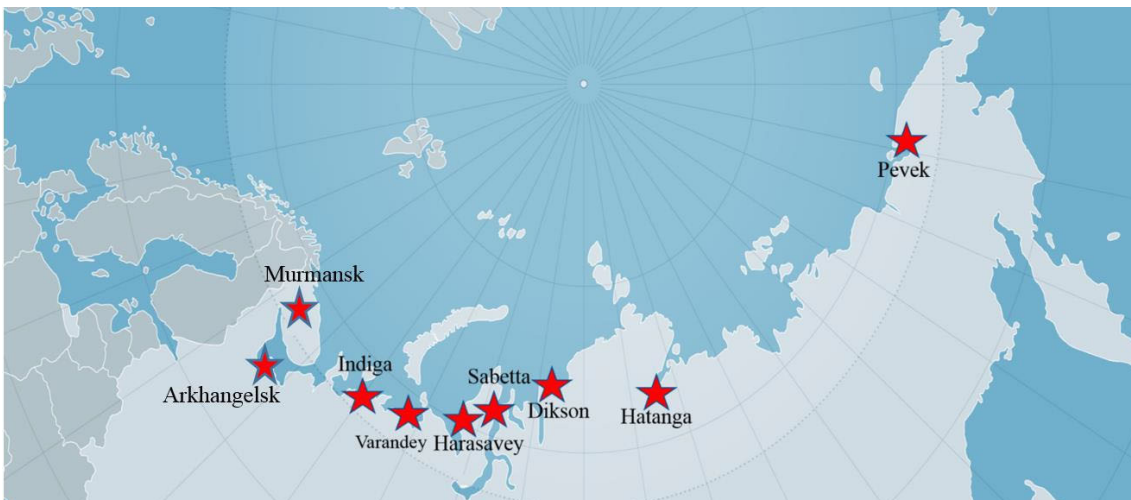 Pevek
Murmansk
Indiga
Sabetta
Arkhangelsk
Dikson
Hatanga
Varandey
Harasavey